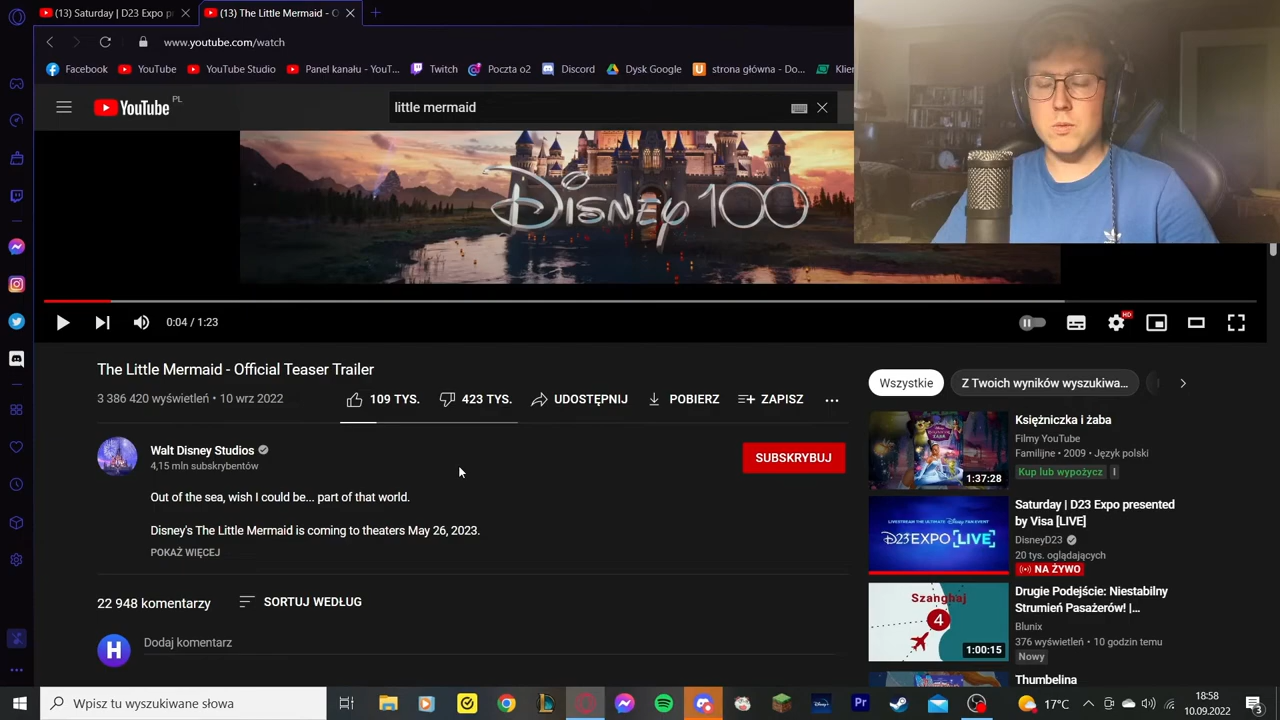 (13) Saturday | D23 Expo pr
(13) The Little Mermaid - O
www.youtube.com/watch
Facebook
YouTube
YouTube Studio
Panel kanału - YouT...
Twitch
Poczta o2
Discord
Dysk Google
strona główna - Do...
Klien
YouTube PL
little mermaid
Disney 100
0:04 / 1:23
HD
The Little Mermaid - Official Teaser Trailer
3 386 420 wyświetleń • 10 wrz 2022
109 TYS.
423 TYS.
UDOSTĘPNIJ
POBIERZ
ZAPISZ
Walt Disney Studios
4,15 mln subskrybentów
SUBSKRYBUJ
Out of the sea, wish I could be... part of that world.
Disney's The Little Mermaid is coming to theaters May 26, 2023.
POKAŻ WIĘCEJ
22 948 komentarzy
SORTUJ WEDŁUG
H
Dodaj komentarz
Wszystkie
Z Twoich wyników wyszukiwa...
Księżniczka i żaba
Filmy YouTube
Familijne • 2009 • Język polski
Kup lub wypożycz
1:37:28
Saturday | D23 Expo presented
by Visa [LIVE]
DisneyD23
20 tys. oglądających
NA ŻYWO
D23 EXPO [LIVE]
Drugie Podejście: Niestabilny
Strumień Pasażerów! |...
Blunix
376 wyświetleń • 10 godzin temu
Nowy
Szanghaj
4
1:00:15
Thumbelina
Wpisz tu wyszukiwane słowa
Pr
17°C
18:58
10.09.2022
3